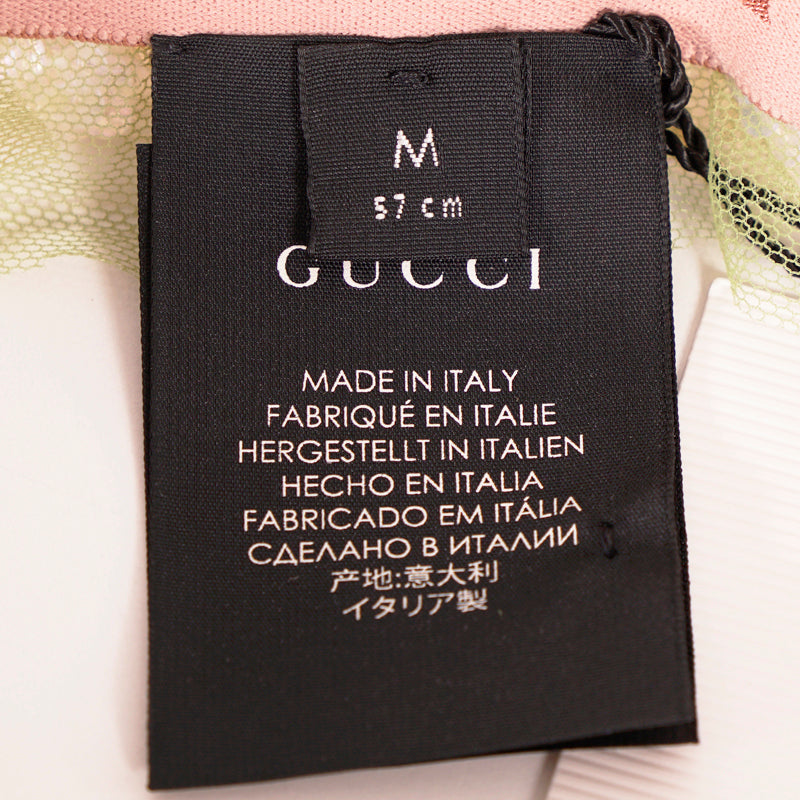 M
57 cm
GUCCI
MADE IN ITALY
FABRIQUÉ EN ITALIE
HERGESTELLT IN ITALIEN
HECHO EN ITALIA
FABRICADO EM ITÁLIA
СДЕЛАНО В ИТАЛИИ
产地:意大利
イタリア製